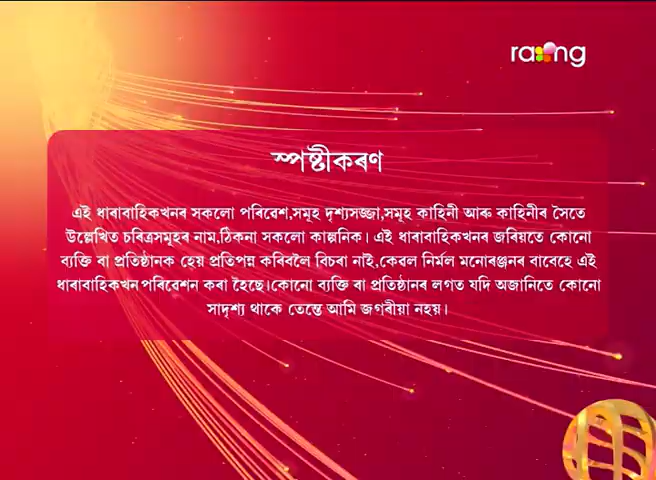 rang
স্পষ্টীকৰণ
এই ধাৰাবাহিকখনৰ সকলো পৰিৱেশ,সমূহ দৃশ্যসজ্জা,সমূহ কাহিনী আৰু কাহিনীৰ সৈতে
উল্লেখিত চৰিত্ৰসমূহৰ নাম,ঠিকনা সকলো কাল্পনিক। এই ধাৰাবাহিকখনৰ জৰিয়তে কোনো
ব্যক্তি বা প্ৰতিষ্ঠানক হেয় প্ৰতিপন্ন কৰিবলৈ বিচৰা নাই,কেৱল নিৰ্মল মনোৰঞ্জনৰ বাবেহে এই
ধাৰাবাহিকখন পৰিৱেশন কৰা হৈছে।কোনো ব্যক্তি বা প্ৰতিষ্ঠানৰ লগত যদি অজানিতে কোনো
সাদৃশ্য থাকে তেন্তে আমি জগৰীয়া নহয়।